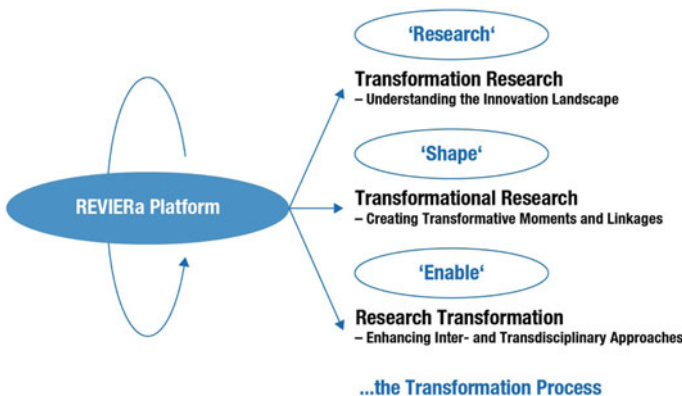 ‘Research‘
Transformation Research
– Understanding the Innovation Landscape
‘Shape‘
REVIERa Platform
Transformational Research
– Creating Transformative Moments and Linkages
‘Enable‘
Research Transformation
– Enhancing Inter- and Transdisciplinary Approaches
...the Transformation Process